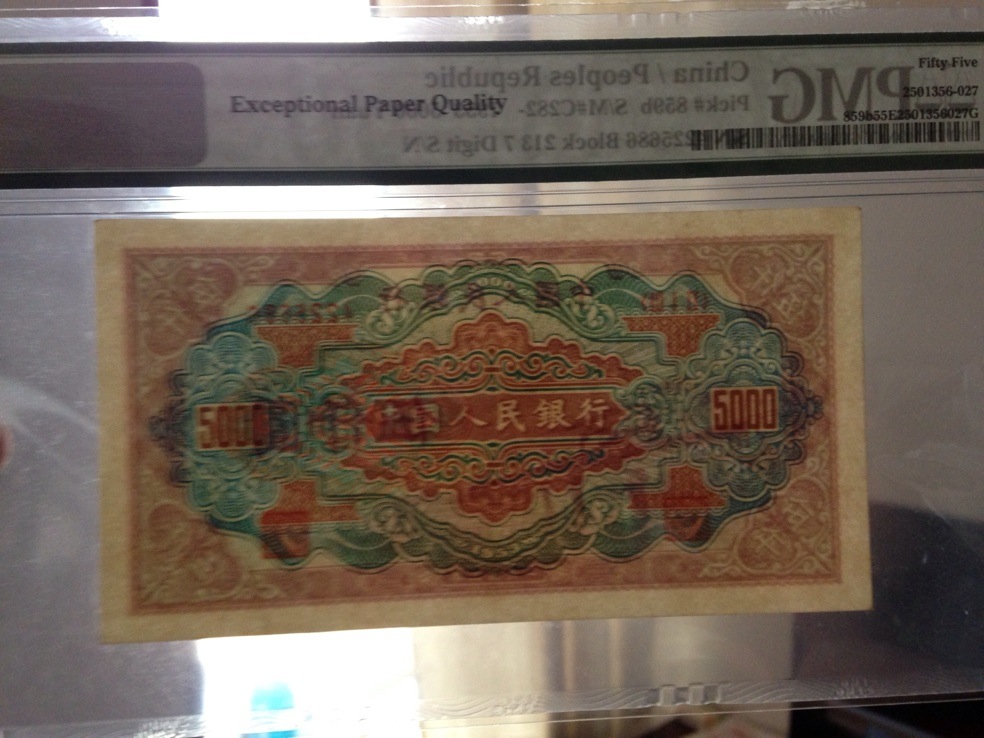 Fifty Five
2501356-027
Exceptional Paper Quality
859b55E2501356027G
China / Peoples Republic
Pick# 859b S/M#C282-
PMG
225686 Block 213 7 Digit S/N
5000
中国人民銀行
5000